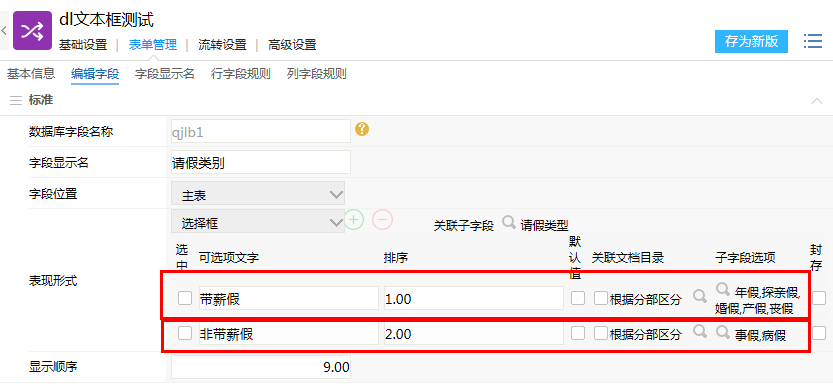 dl文本框测试
基础设置 | 表单管理 | 流转设置 | 高级设置
存为新版
基本信息 编辑字段 字段显示名 行字段规则 列字段规则
标准
数据库字段名称 qjlb1
字段显示名 请假类别
字段位置 主表
选择框 关联子字段 请假类型
表现形式
选中 可选项文字 排序 默认值 关联文档目录 子字段选项 封存
带薪假 1.00 根据分部区分 年假,探亲假,
婚假,产假,丧假
非带薪假 2.00 根据分部区分 事假,病假
显示顺序 9.00